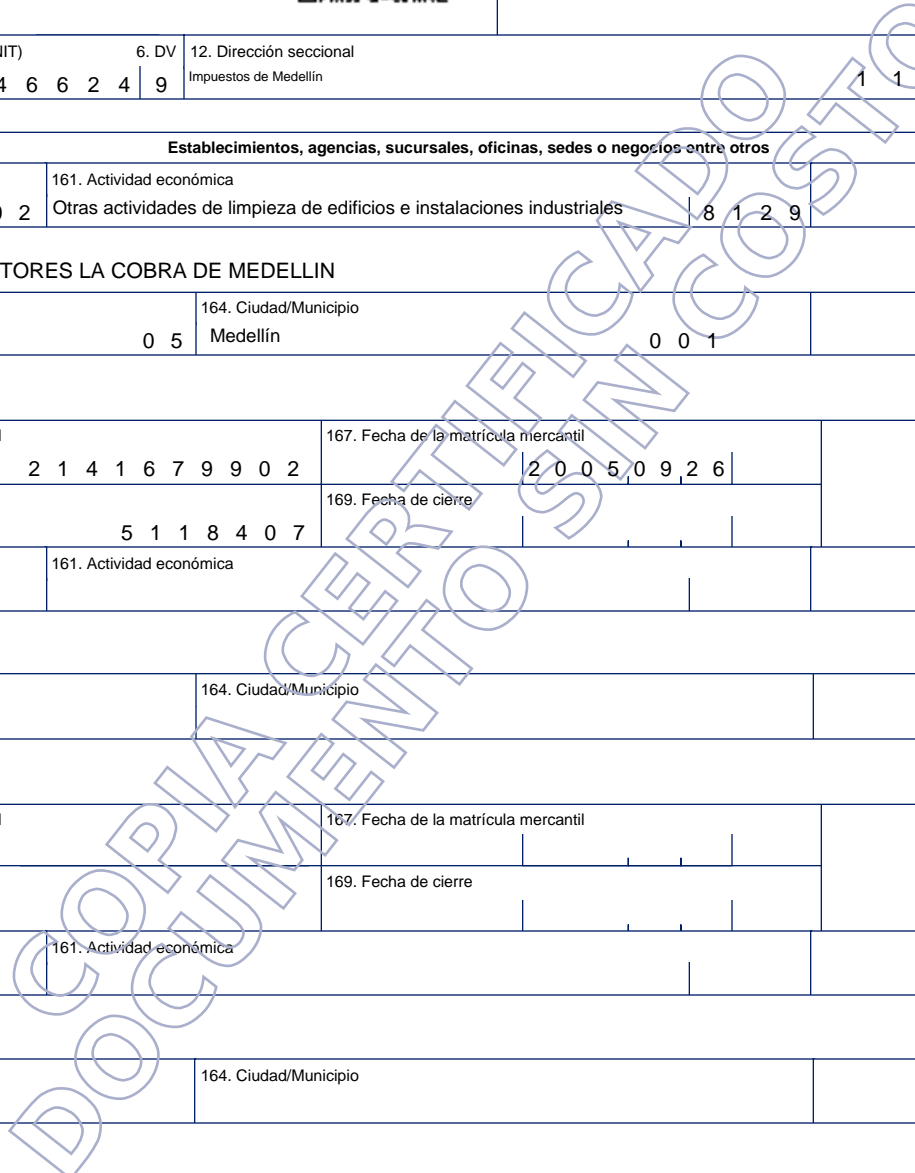 NIT) 6. DV 12. Dirección seccional
4 6 6 2 4 9 Impuestos de Medellín 1 1
Establecimientos, agencias, sucursales, oficinas, sedes o negocios entre otros
161. Actividad económica
2 Otras actividades de limpieza de edificios e instalaciones industriales 8 1 2 9
TORES LA COBRA DE MEDELLIN
164. Ciudad/Municipio
0 5 Medellín 0 0 1
167. Fecha de la matrícula mercantil
2 1 4 1 6 7 9 9 0 2 2 0 0 5 0 9 2 6
169. Fecha de cierre
5 1 1 8 4 0 7
161. Actividad económica
164. Ciudad/Municipio
167. Fecha de la matrícula mercantil
169. Fecha de cierre
161. Actividad económica
164. Ciudad/Municipio
COPIA CERTIFICADO
DOCUMENTO SIN COSTO